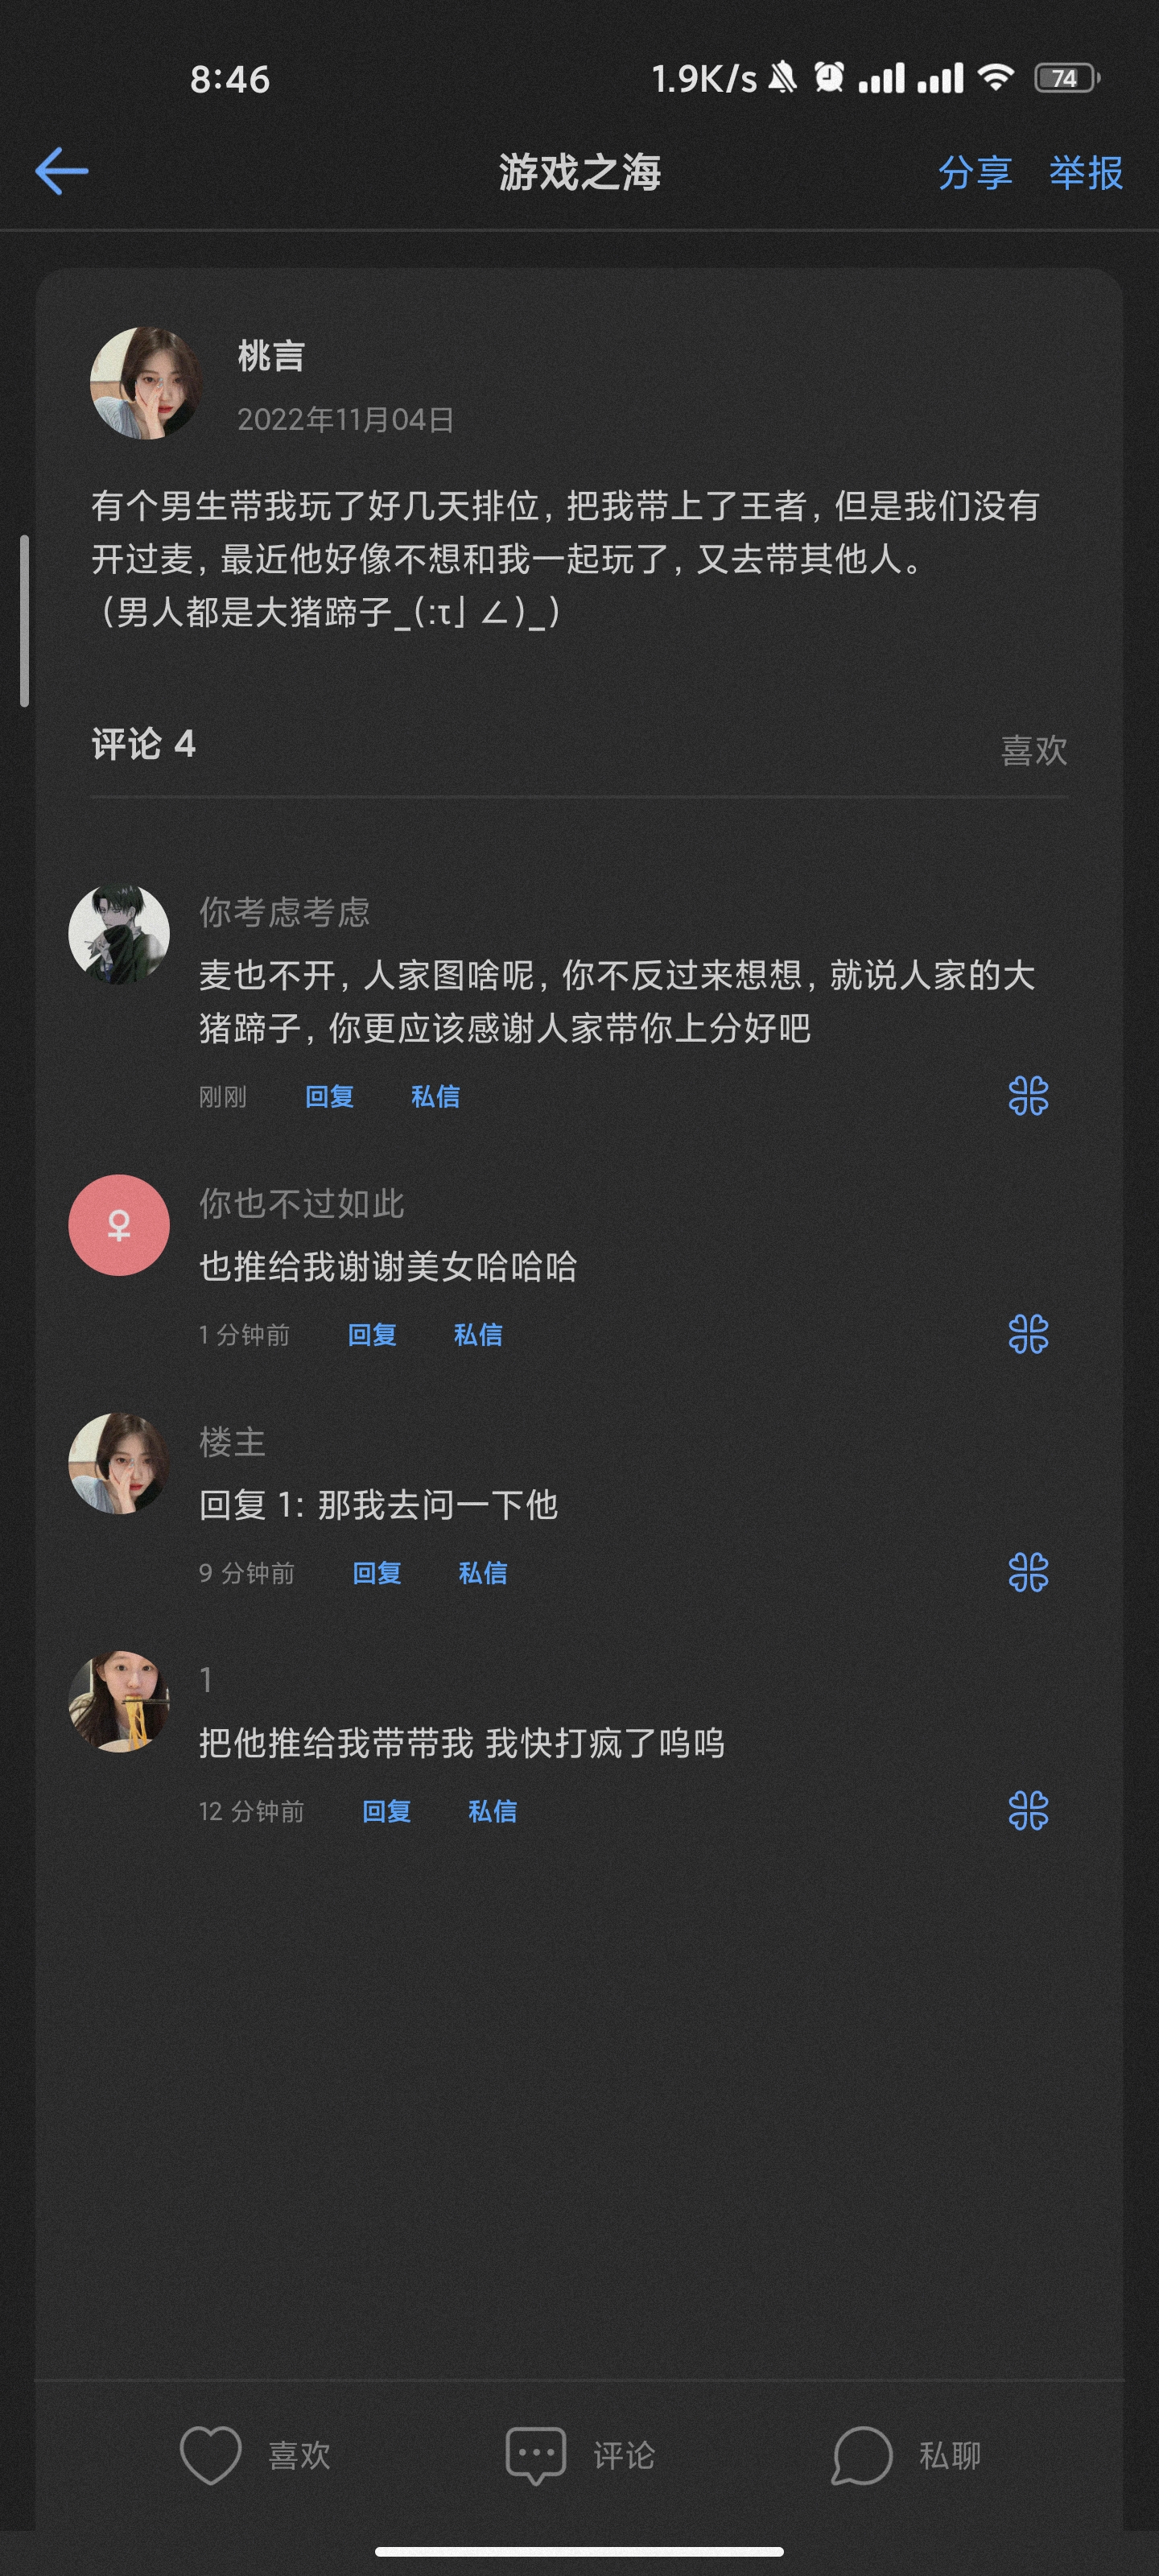 8:46
1.9K/s
74
游戏之海
分享 举报
桃言
2022年11月04日
有个男生带我玩了好几天排位，把我带上了王者，但是我们没有
开过麦，最近他好像不想和我一起玩了，又去带其他人。
（男人都是大猪蹄子_(:τ」∠)_）
评论 4
喜欢
你考虑考虑
麦也不开，人家图啥呢，你不反过来想想，就说人家的大
猪蹄子，你更应该感谢人家带你上分好吧
刚刚 回复 私信
你也不过如此
也推给我谢谢美女哈哈哈
1 分钟前 回复 私信
楼主
回复 1: 那我去问一下他
9 分钟前 回复 私信
1
把他推给我带带我 我快打疯了呜呜
12 分钟前 回复 私信
喜欢 评论 私聊